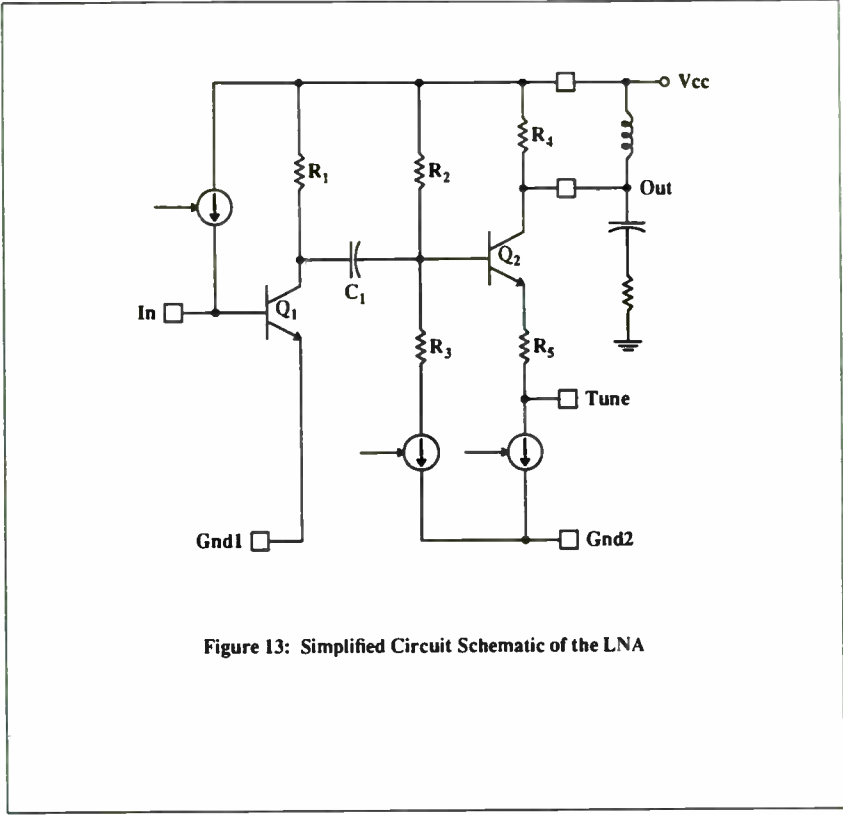 Vcc
R4
R1
R2
Out
Q2
C1
In
Q1
R3
R5
Tune
Gnd1
Gnd2
Figure 13: Simplified Circuit Schematic of the LNA